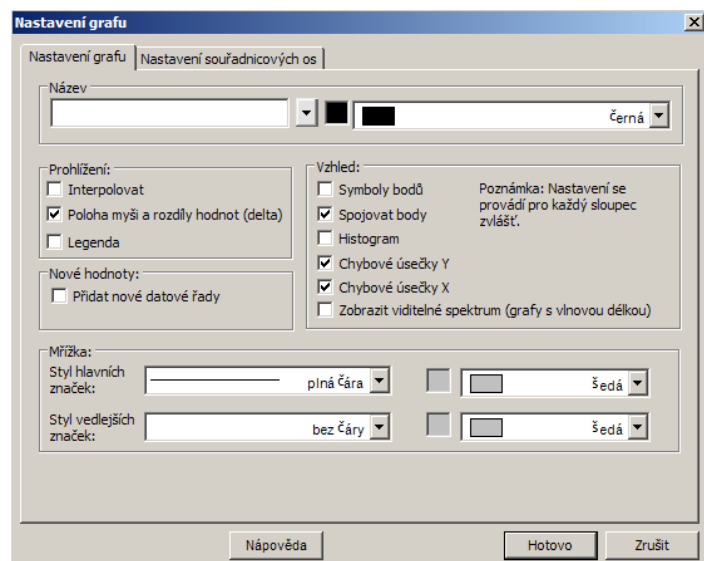 Nastavení grafu
Nastavení grafu
Nastavení souřadnicových os
Název
černá
Prohlížení:
Interpolovat
Poloha myši a rozdíly hodnot (delta)
Legenda
Nové hodnoty:
Přidat nové datové řady
Vzhled:
Symboly bodů
Spojovat body
Histogram
Chybové úsečky Y
Chybové úsečky X
Zobrazit viditelné spektrum (grafy s vlnovou délkou)
Poznámka: Nastavení se
provádí pro každý sloupec
zvlášť.
Mřížka:
Styl hlavních
značek:
plná čára
šedá
Styl vedlejších
značek:
bez čáry
šedá
Nápověda
Hotovo
Zrušit